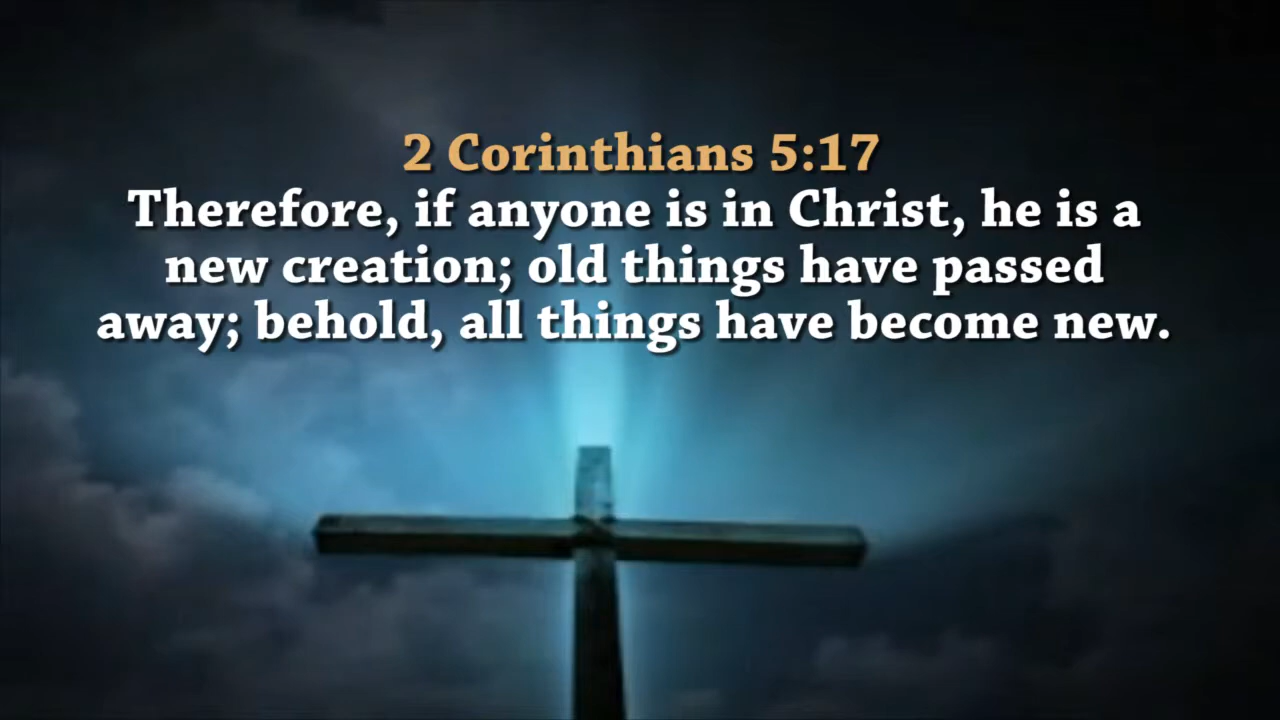 2 Corinthians 5:17
Therefore, if anyone is in Christ, he is a
new creation; old things have passed
away; behold, all things have become new.